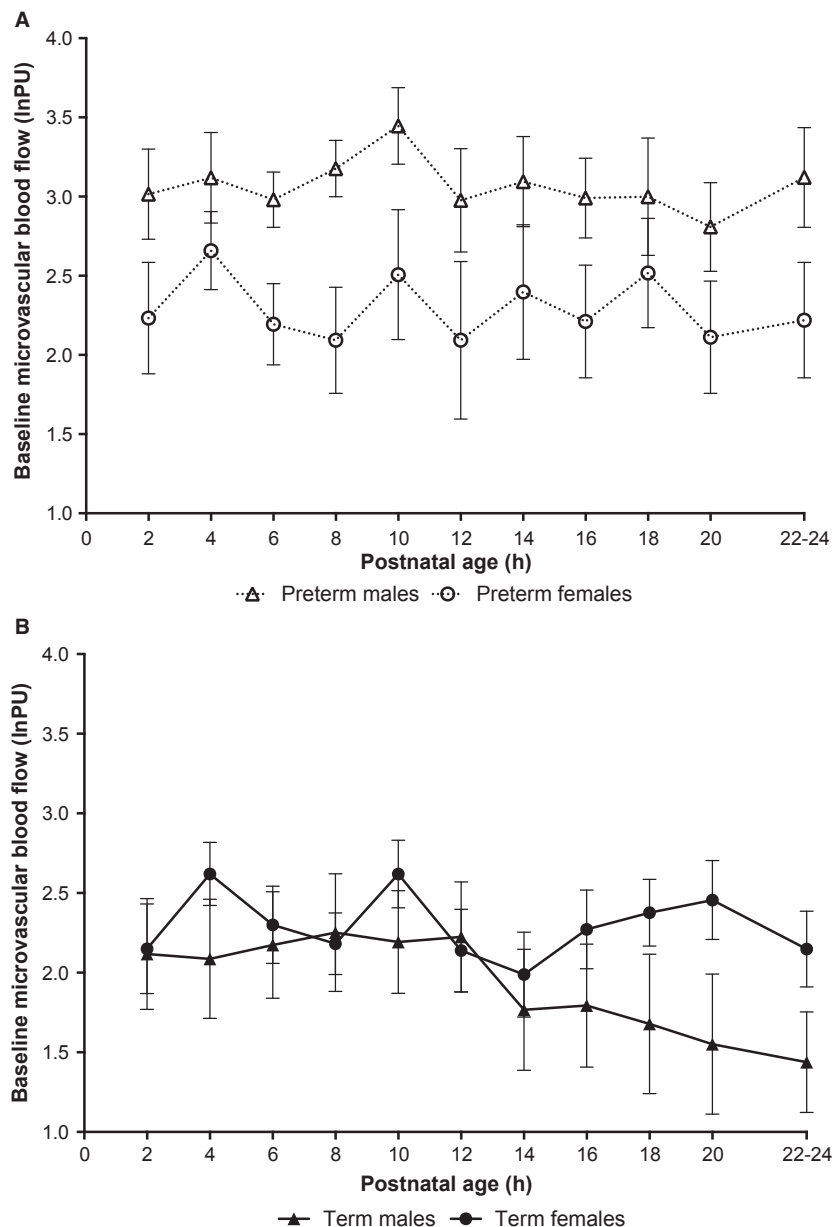 A
Baseline microvascular blood flow (lnPU)
4.0
3.5
3.0
2.5
2.0
1.5
1.0
0 2 4 6 8 10 12 14 16 18 20 22-24
Postnatal age (h)
Preterm males Preterm females
B
Baseline microvascular blood flow (lnPU)
4.0
3.5
3.0
2.5
2.0
1.5
1.0
0 2 4 6 8 10 12 14 16 18 20 22-24
Postnatal age (h)
Term males Term females